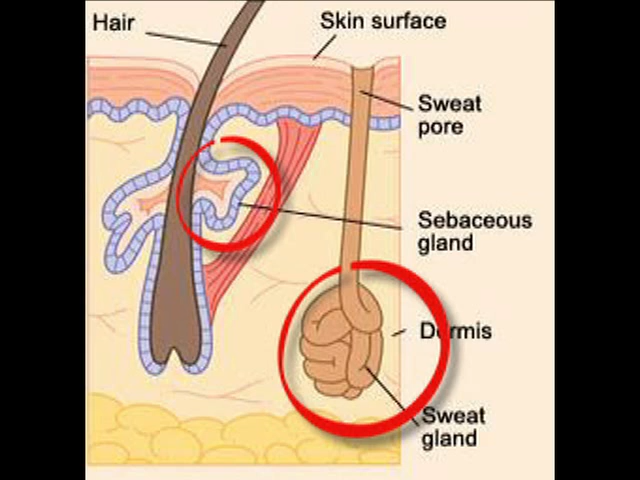 Hair
Skin surface
Sweat
pore
Sebaceous
gland
Dermis
Sweat
gland